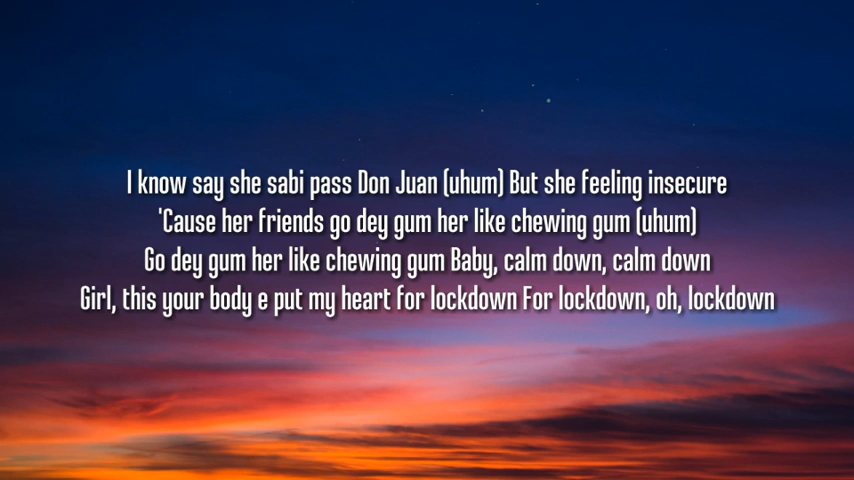 I know say she sabi pass Don Juan (uhum) But she feeling insecure
'Cause her friends go dey gum her like chewing gum (uhum)
Go dey gum her like chewing gum Baby, calm down, calm down
Girl, this your body e put my heart for lockdown For lockdown, oh, lockdown